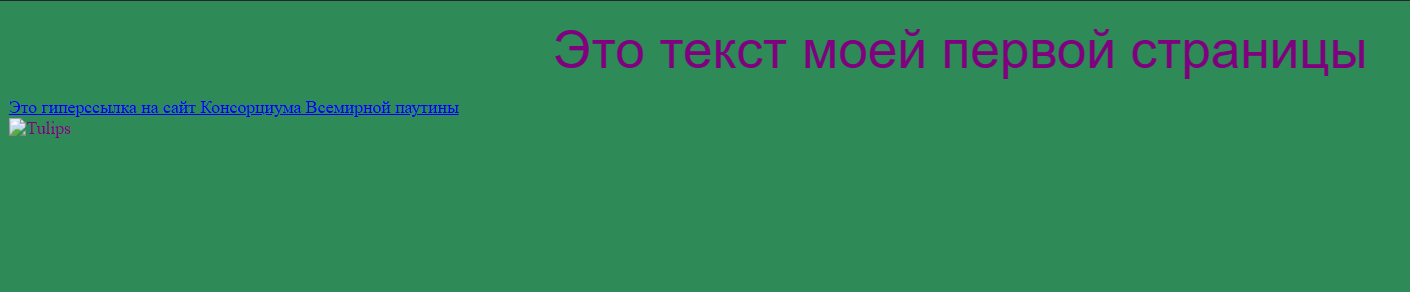 Это текст моей первой страницы
Это гиперссылка на сайт Консорциума Всемирной паутины
Tulips